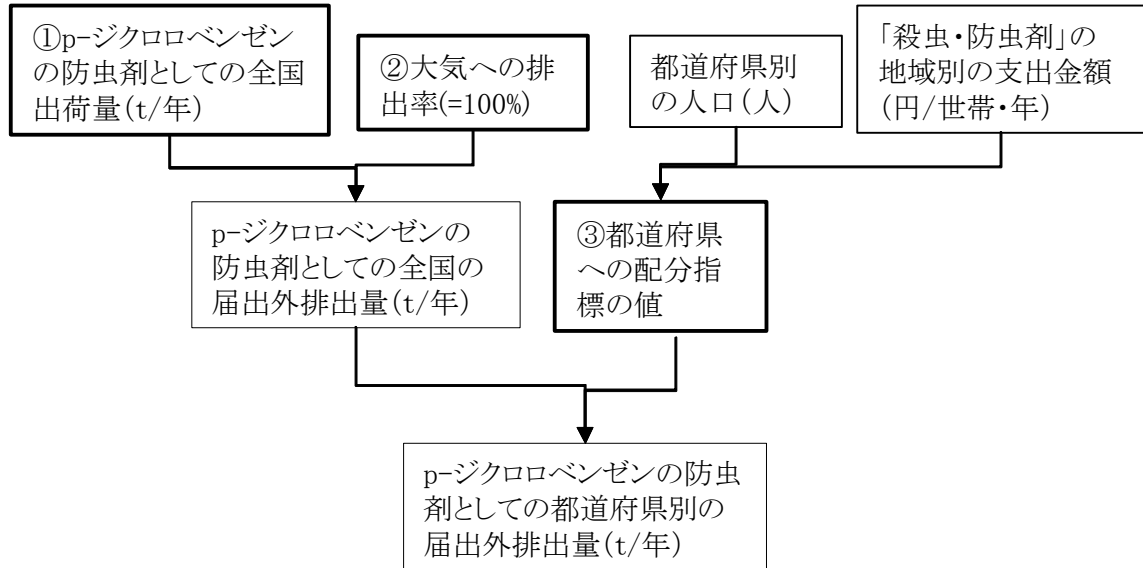 ①p-ジクロロベンゼン
の防虫剤としての全国
出荷量(t/年)
②大気への排
出率(=100%)
都道府県別
の人口(人)
「殺虫・防虫剤」の
地域別の支出金額
(円/世帯・年)
p-ジクロロベンゼンの
防虫剤としての全国の
届出外排出量(t/年)
③都道府県
への配分指
標の値
p-ジクロロベンゼンの防虫
剤としての都道府県別の
届出外排出量(t/年)